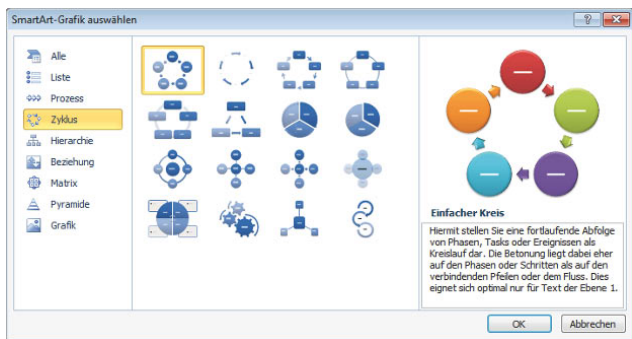 SmartArt-Grafik auswählen
Alle
Liste
Prozess
Zyklus
Hierarchie
Beziehung
Matrix
Pyramide
Grafik
Einfacher Kreis
Hiermit stellen Sie eine fortlaufende Abfolge
von Phasen, Tasks oder Ereignissen als
Kreislauf dar. Die Betonung liegt dabei eher
auf den Phasen oder Schritten als auf den
verbindenden Pfeilen oder dem Fluss. Dies
eignet sich optimal nur für Text der Ebene 1.
OK
Abbrechen